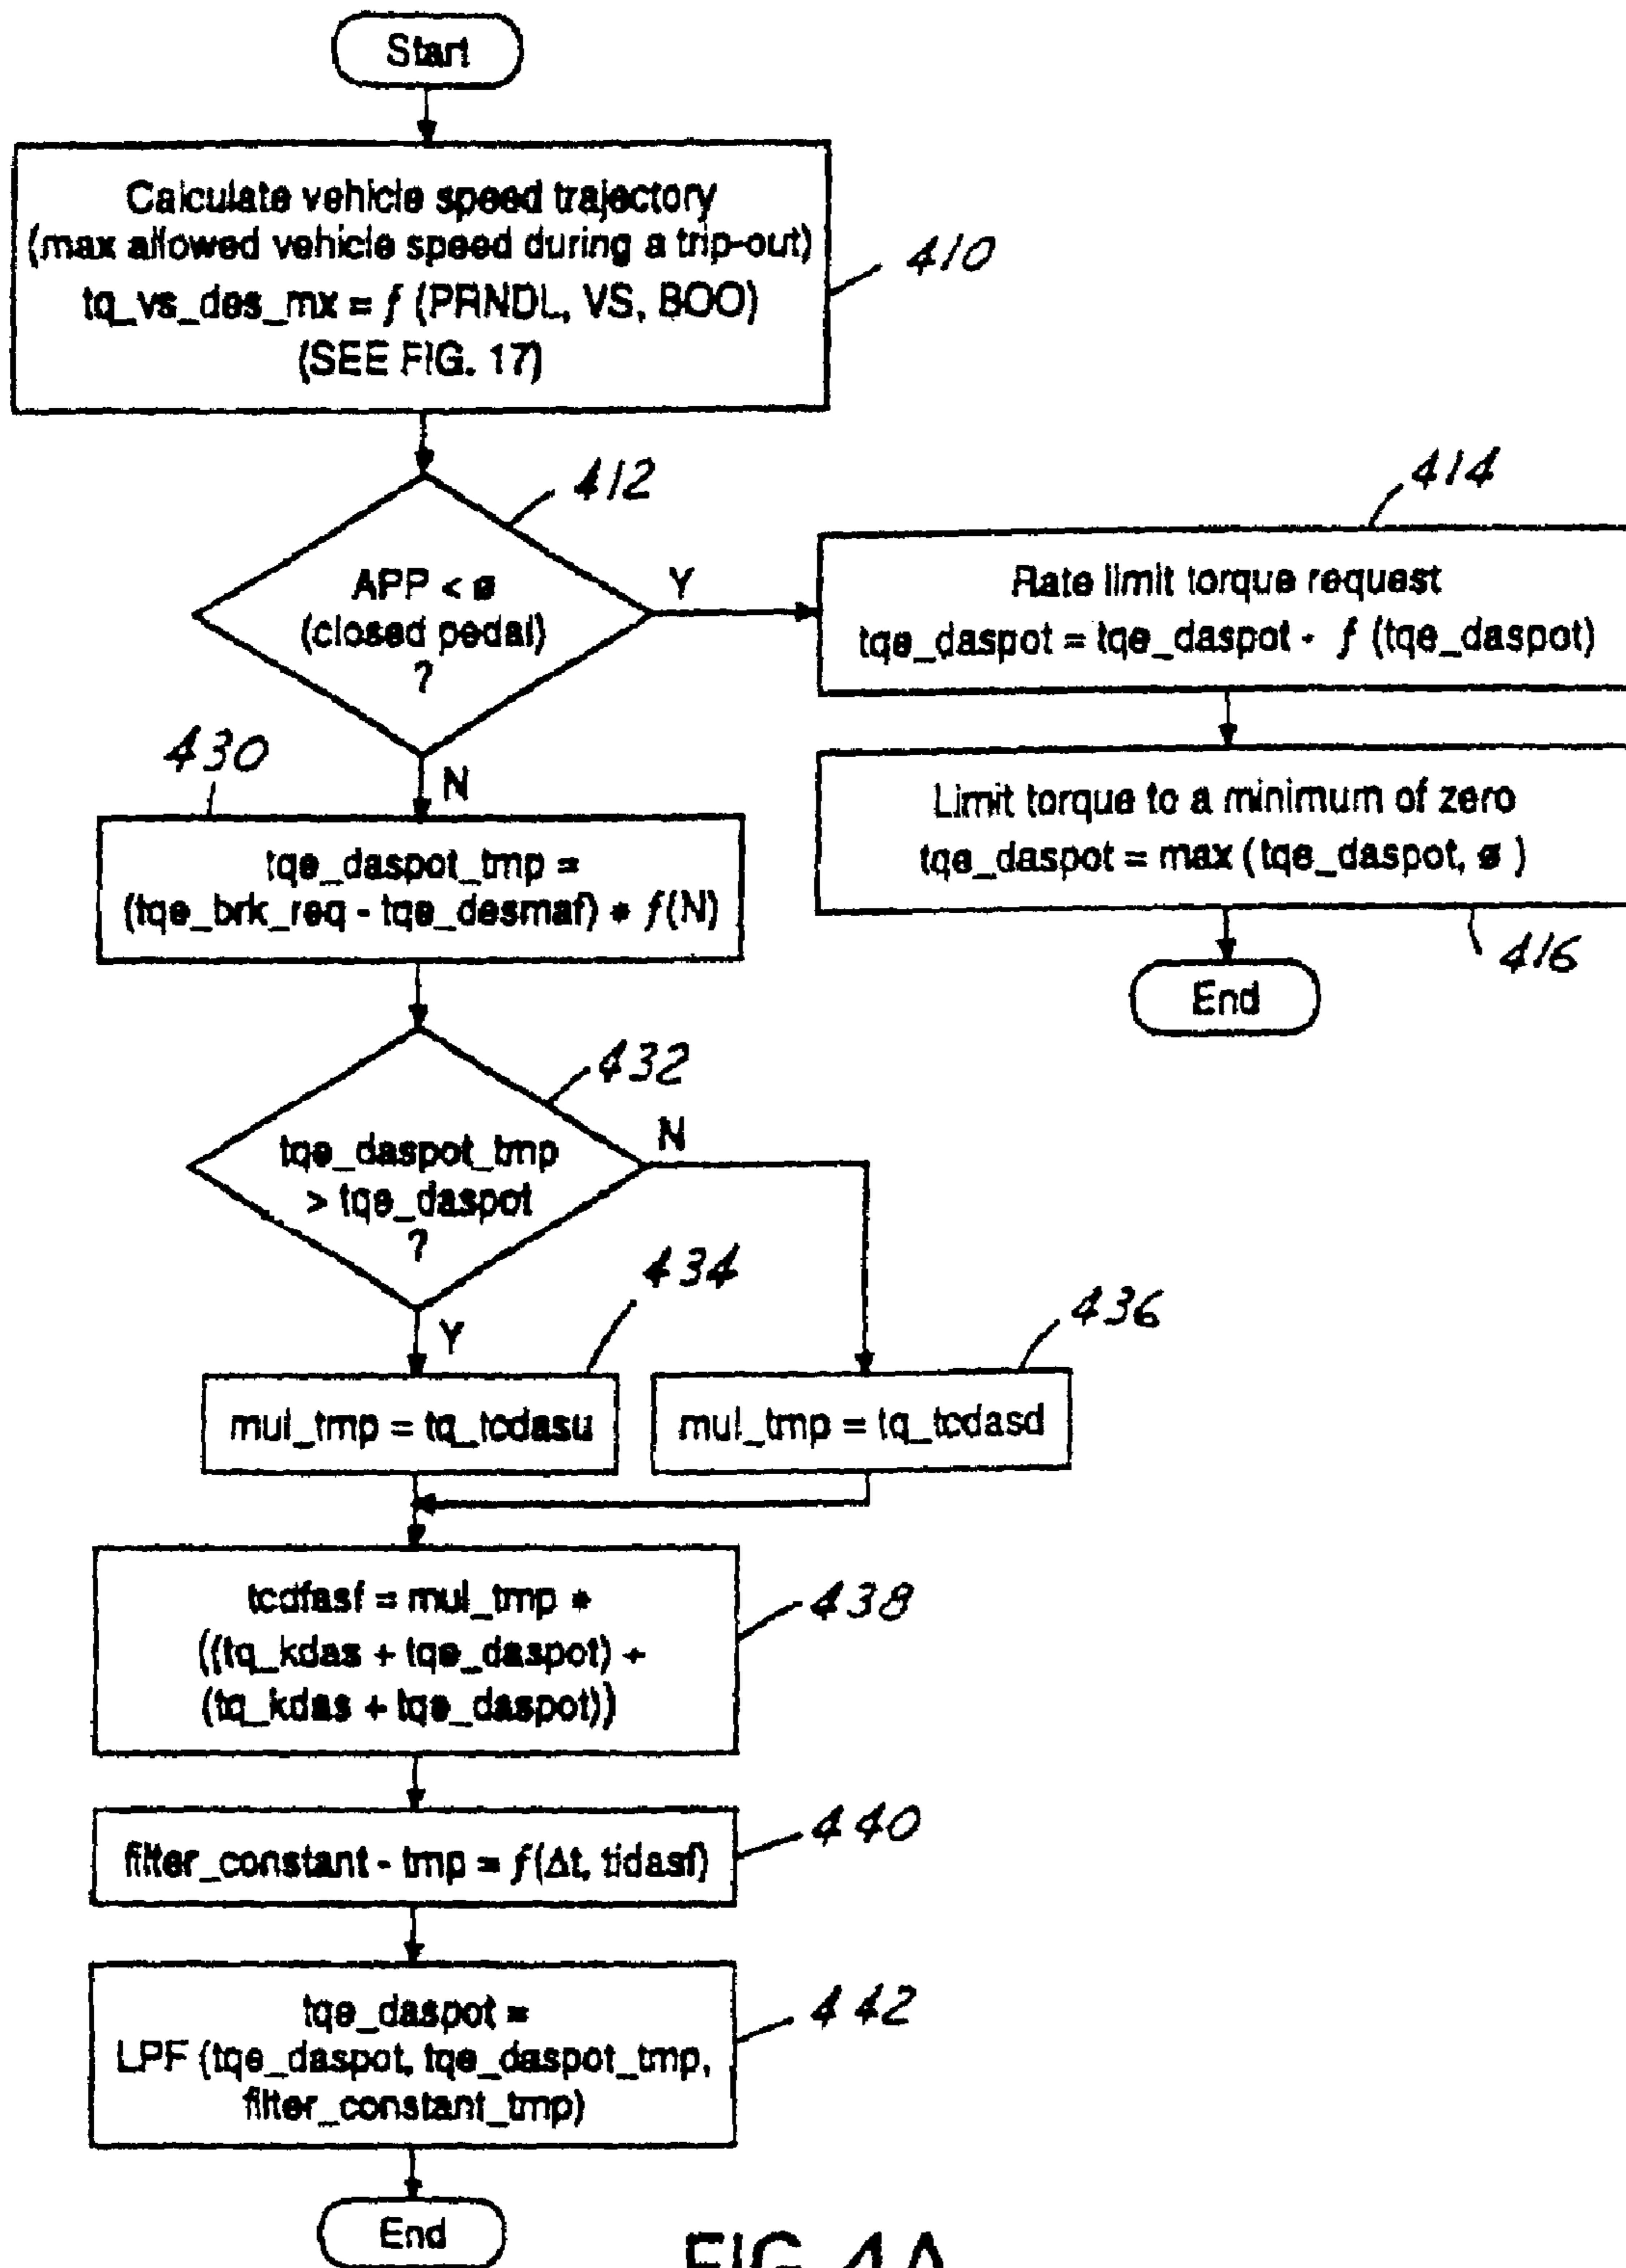 Start
Calculate vehicle speed trajectory
(max allowed vehicle speed during a trip-out)
tq_vs_des_mx = f (PRNDL, VS, BOO)
(SEE FIG. 17)
410
412
APP < ø
(closed pedal)
?
Y
N
414
Rate limit torque request
tqe_daspot = tqe_daspot - f (tqe_daspot)
Limit torque to a minimum of zero
tqe_daspot = max (tqe_daspot, ø )
416
End
430
tqe_daspot_tmp =
(tqe_brk_req - tqe_desmaf) * f(N)
432
tqe_daspot_tmp
> tqe_daspot
?
N
Y
434
mul_tmp = tq_tcdasu
436
mul_tmp = tq_tcdasd
tcdfasf = mul_tmp *
((tq_kdas + tqe_daspot) +
(tq_kdas + tqe_daspot))
438
filter_constant - tmp = f(Δt, tidasf)
440
tqe_daspot =
LPF (tqe_daspot, tqe_daspot_tmp,
filter_constant_tmp)
442
End
FIG. 4A